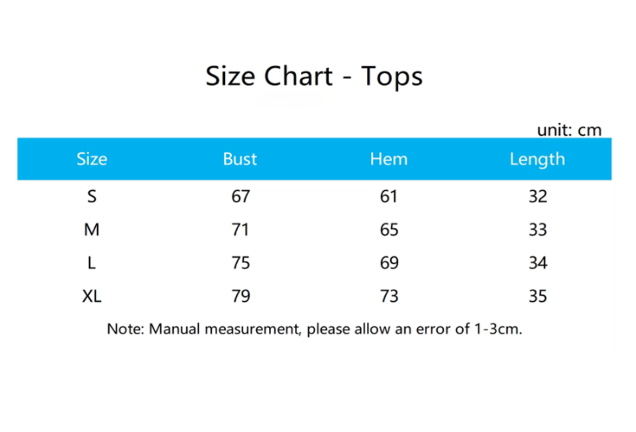 Size Chart - Tops
unit: cm
Size Bust Hem Length
S 67 61 32
M 71 65 33
L 75 69 34
XL 79 73 35
Note: Manual measurement, please allow an error of 1-3cm.